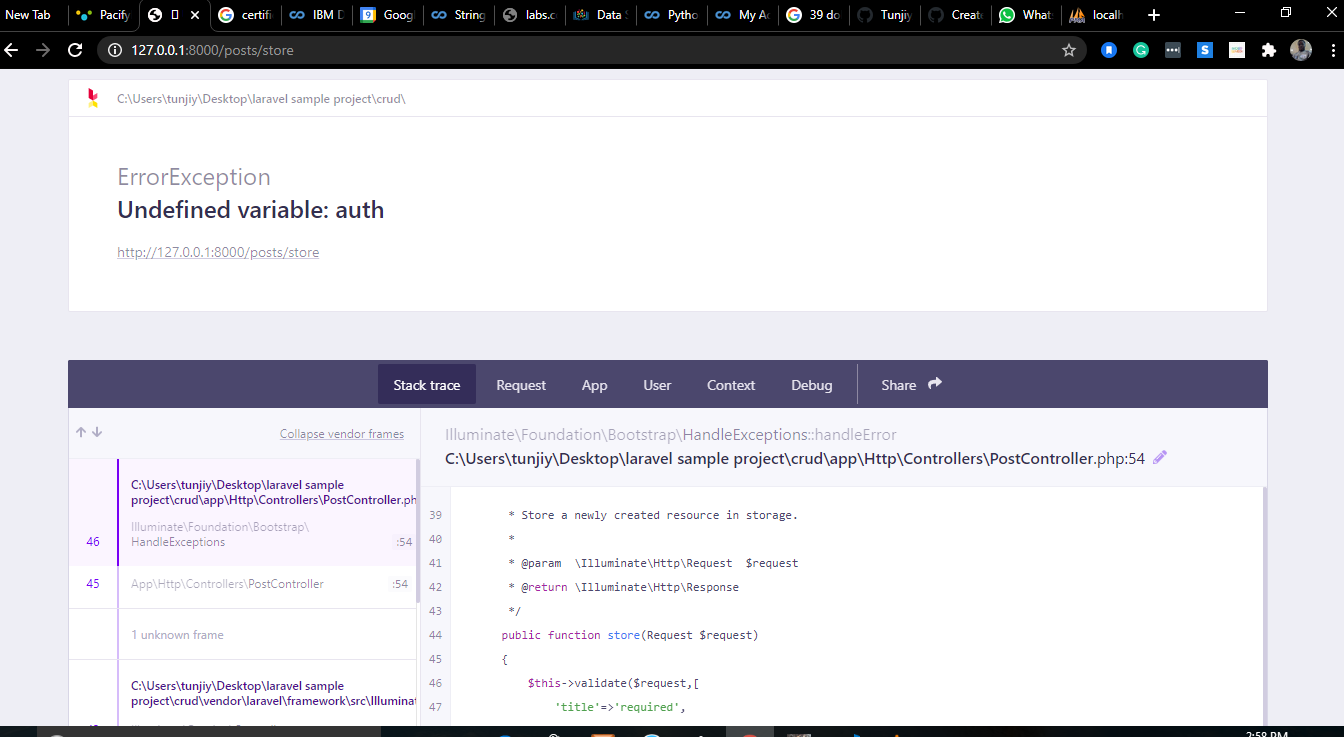 New Tab
Pacify
certifi
IBM D
Goog
String
labs.c
Data S
Pytho
My Ac
39 do
Tunjiy
Create
What
localh
127.0.0.1:8000/posts/store
C:\Users\tunjiy\Desktop\laravel sample project\crud\
ErrorException
Undefined variable: auth
http://127.0.0.1:8000/posts/store
Stack trace
Request
App
User
Context
Debug
Share
Collapse vendor frames
Illuminate\Foundation\Bootstrap\HandleExceptions::handleError
C:\Users\tunjiy\Desktop\laravel sample project\crud\app\Http\Controllers\PostController.php:54
C:\Users\tunjiy\Desktop\laravel sample
project\crud\app\Http\Controllers\PostController.ph
Illuminate\Foundation\Bootstrap\
46 HandleExceptions :54
45 App\Http\Controllers\PostController :54
1 unknown frame
C:\Users\tunjiy\Desktop\laravel sample
project\crud\vendor\laravel\framework\src\Illuminat
39 * Store a newly created resource in storage.
40 *
41 * @param  \Illuminate\Http\Request  $request
42 * @return \Illuminate\Http\Response
43 */
44 public function store(Request $request)
45 {
46 $this->validate($request,[
47 'title'=>'required',
2:58 PM